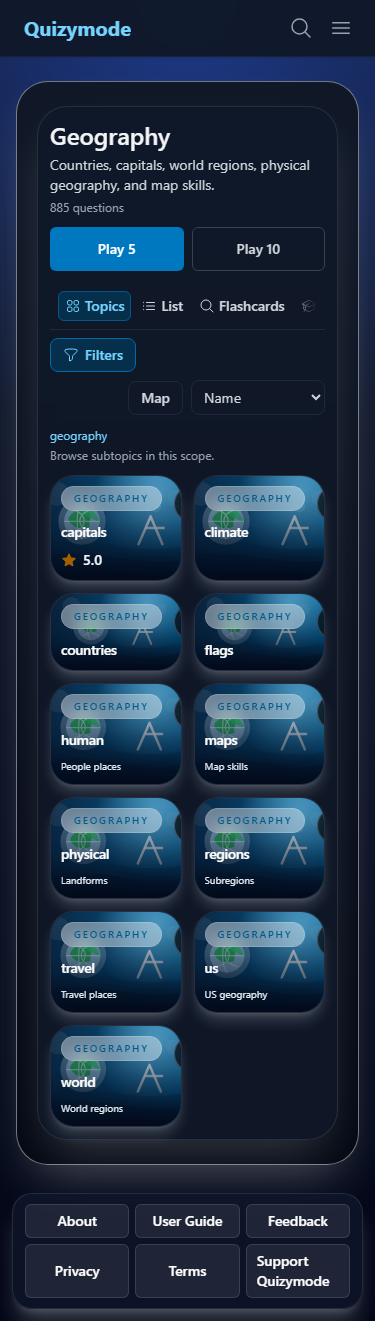 Quizymode
Geography
Countries, capitals, world regions, physical
geography, and map skills.
885 questions
Play 5
Play 10
Topics
List
Flashcards
Filters
Map
Name
geography
Browse subtopics in this scope.
GEOGRAPHY
capitals
5.0
GEOGRAPHY
climate
GEOGRAPHY
countries
GEOGRAPHY
flags
GEOGRAPHY
human
People places
GEOGRAPHY
maps
Map skills
GEOGRAPHY
physical
Landforms
GEOGRAPHY
regions
Subregions
GEOGRAPHY
travel
Travel places
GEOGRAPHY
us
US geography
GEOGRAPHY
world
World regions
About
User Guide
Feedback
Privacy
Terms
Support
Quizymode